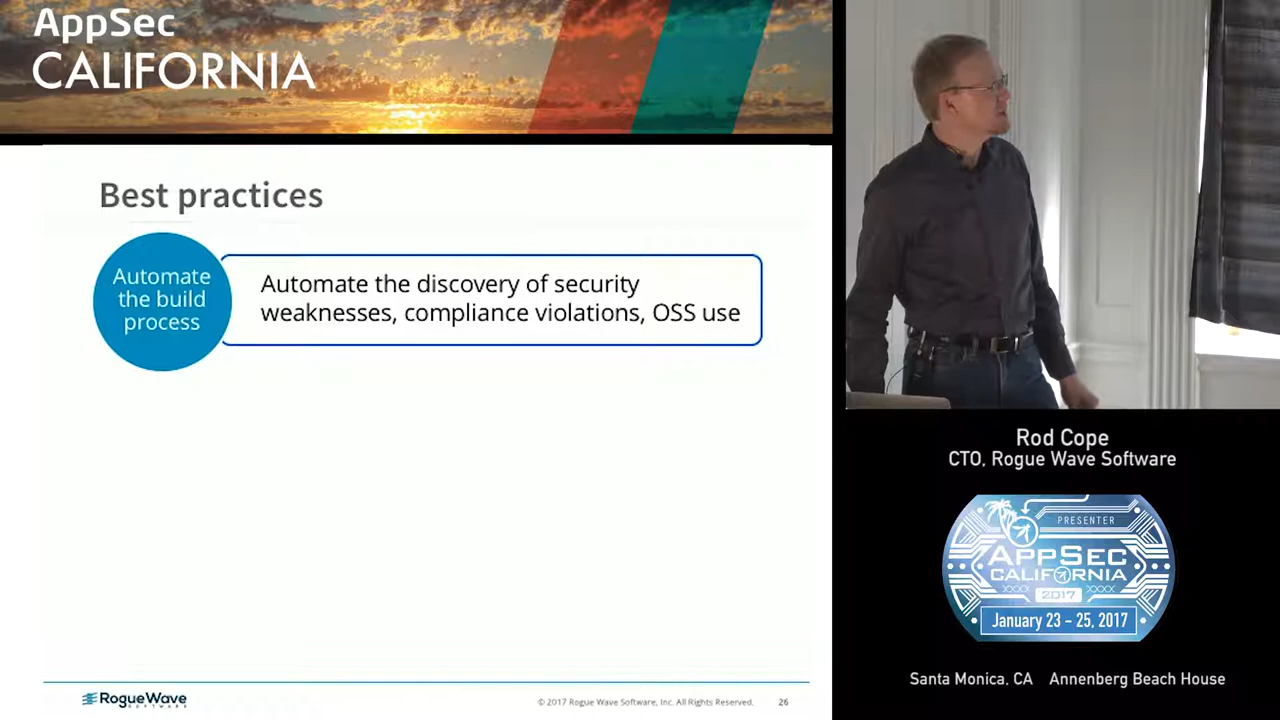 AppSec
CALIFORNIA
Best practices
Automate
the build
process
Automate the discovery of security
weaknesses, compliance violations, OSS use
RogueWave
SOFTWARE
© 2017 Rogue Wave Software, Inc. All Rights Reserved.
26
Rod Cope
CTO, Rogue Wave Software
PRESENTER
APPSEC
CALIFORNIA
2017
January 23 - 25, 2017
Santa Monica, CA Annenberg Beach House